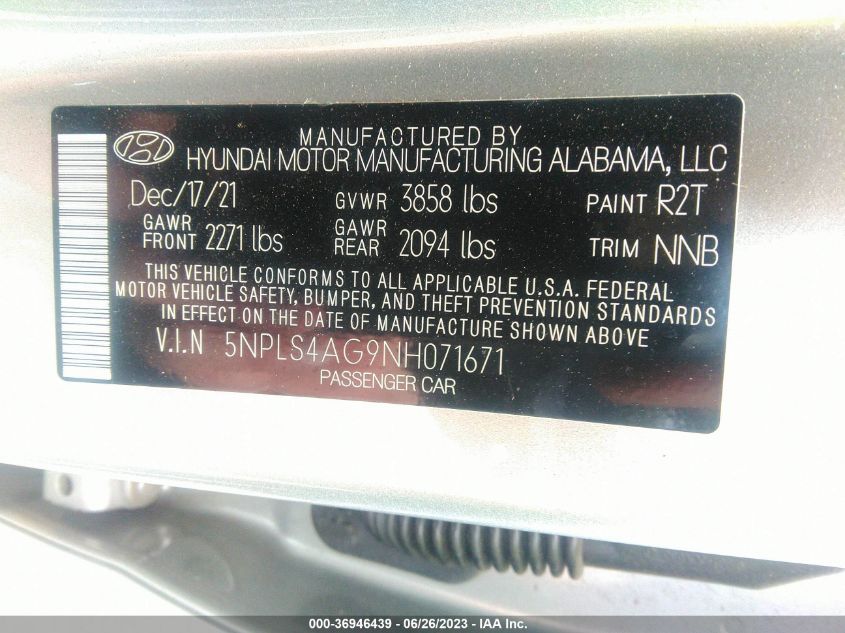 MANUFACTURED BY
HYUNDAI MOTOR MANUFACTURING ALABAMA, LLC
Dec/17/21 GVWR 3858 lbs PAINT R2T
GAWR FRONT 2271 lbs GAWR REAR 2094 lbs TRIM NNB
THIS VEHICLE CONFORMS TO ALL APPLICABLE U.S.A. FEDERAL
MOTOR VEHICLE SAFETY, BUMPER, AND THEFT PREVENTION STANDARDS
IN EFFECT ON THE DATE OF MANUFACTURE SHOWN ABOVE
V.I.N 5NPLS4AG9NH071671
PASSENGER CAR
000-36946439 - 06/26/2023 - IAA Inc.